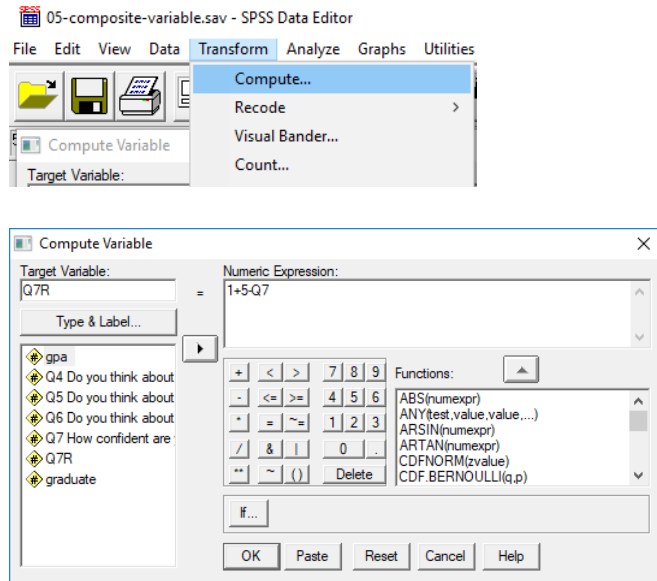 05-composite-variable.sav - SPSS Data Editor
File Edit View Data Transform Analyze Graphs Utilities
Compute...
Recode >
Visual Bander...
Count...
Compute Variable
Target Variable:
Compute Variable
Target Variable: Numeric Expression:
Q7R = 1+5-Q7
Type & Label...
gpa
Q4 Do you think about
Q5 Do you think about
Q6 Do you think about
Q7 How confident are
Q7R
graduate
+ < > 7 8 9
- <= >= 4 5 6
* = ~= 1 2 3
/ & | 0 .
** ~ () Delete
Functions:
ABS(numexpr)
ANY(test,value,value,...)
ARSIN(numexpr)
ARTAN(numexpr)
CDFNORM(zvalue)
CDF.BERNOULLI(q,p)
If...
OK Paste Reset Cancel Help